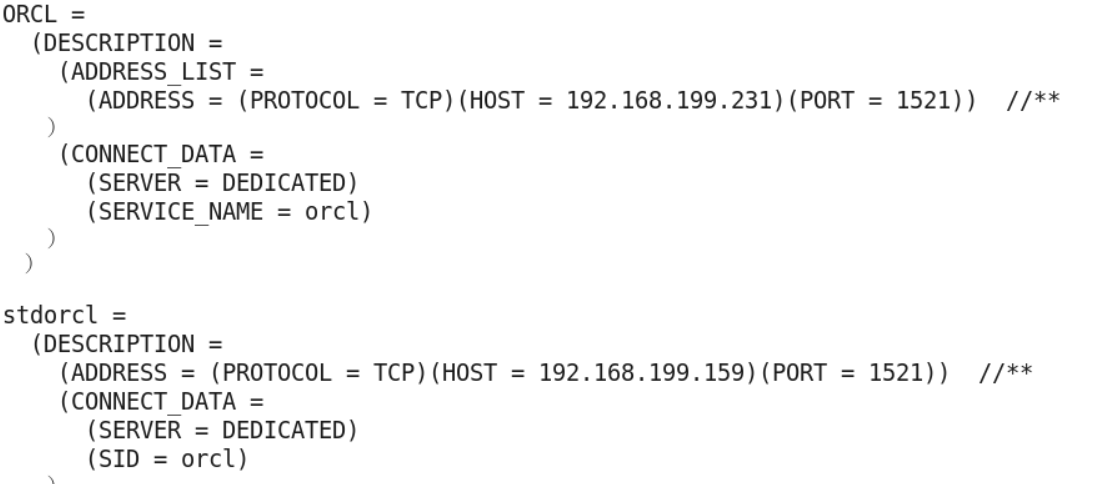 ORCL =
(DESCRIPTION =
(ADDRESS_LIST =
(ADDRESS = (PROTOCOL = TCP)(HOST = 192.168.199.231)(PORT = 1521))  //**
)
(CONNECT_DATA =
(SERVER = DEDICATED)
(SERVICE_NAME = orcl)
)
)
stdorcl =
(DESCRIPTION =
(ADDRESS = (PROTOCOL = TCP)(HOST = 192.168.199.159)(PORT = 1521))  //**
(CONNECT_DATA =
(SERVER = DEDICATED)
(SID = orcl)
)